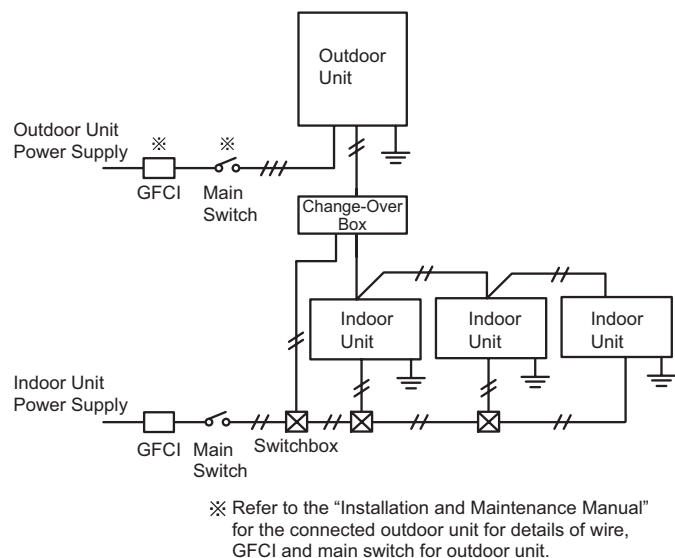 Outdoor
Unit
Outdoor Unit
Power Supply
※
※
GFCI
Main
Switch
Change-Over
Box
Indoor
Unit
Indoor
Unit
Indoor
Unit
Indoor Unit
Power Supply
GFCI
Main
Switch
Switchbox
※ Refer to the “Installation and Maintenance Manual”
for the connected outdoor unit for details of wire,
GFCI and main switch for outdoor unit.